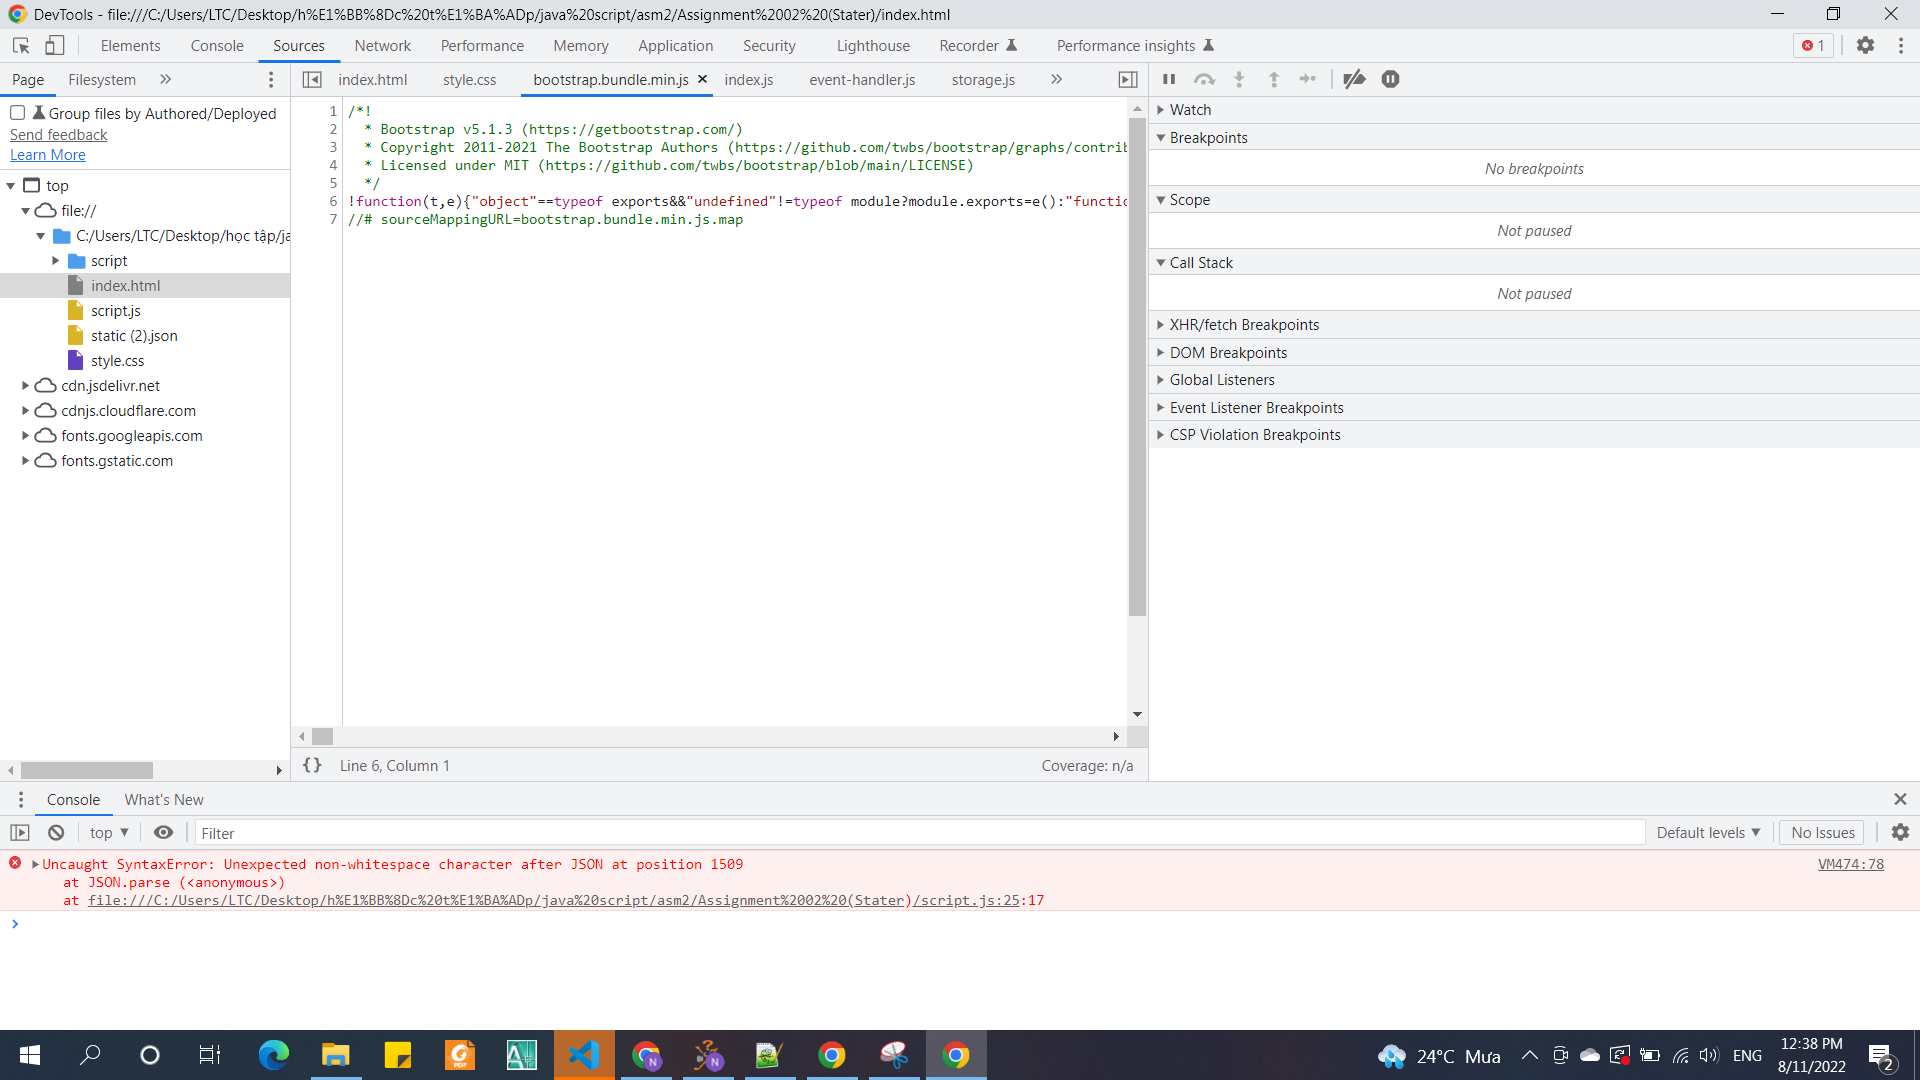 DevTools - file:///C:/Users/LTC/Desktop/h%E1%BB%8Dc%20t%E1%BA%ADp/java%20script/asm2/Assignment%2002%20(Stater)/index.html
Elements Console Sources Network Performance Memory Application Security Lighthouse Recorder Performance insights 1
Page Filesystem »
index.html style.css bootstrap.bundle.min.js × index.js event-handler.js storage.js »
Group files by Authored/Deployed
Send feedback
Learn More
top
file://
C:/Users/LTC/Desktop/học tập/ja
script
index.html
script.js
static (2).json
style.css
cdn.jsdelivr.net
cdnjs.cloudflare.com
fonts.googleapis.com
fonts.gstatic.com
1 /*!
2   * Bootstrap v5.1.3 (https://getbootstrap.com/)
3   * Copyright 2011-2021 The Bootstrap Authors (https://github.com/twbs/bootstrap/graphs/contrib
4   * Licensed under MIT (https://github.com/twbs/bootstrap/blob/main/LICENSE)
5   */
6 !function(t,e){"object"==typeof exports&&"undefined"!=typeof module?module.exports=e():"functio
7 //# sourceMappingURL=bootstrap.bundle.min.js.map
{} Line 6, Column 1 Coverage: n/a
Watch
Breakpoints
No breakpoints
Scope
Not paused
Call Stack
Not paused
XHR/fetch Breakpoints
DOM Breakpoints
Global Listeners
Event Listener Breakpoints
CSP Violation Breakpoints
Console What's New
top Filter Default levels No Issues
Uncaught SyntaxError: Unexpected non-whitespace character after JSON at position 1509 VM474:78
at JSON.parse (<anonymous>)
at file:///C:/Users/LTC/Desktop/h%E1%BB%8Dc%20t%E1%BA%ADp/java%20script/asm2/Assignment%2002%20(Stater)/script.js:25:17
24°C Mưa ENG
12:38 PM
8/11/2022
2